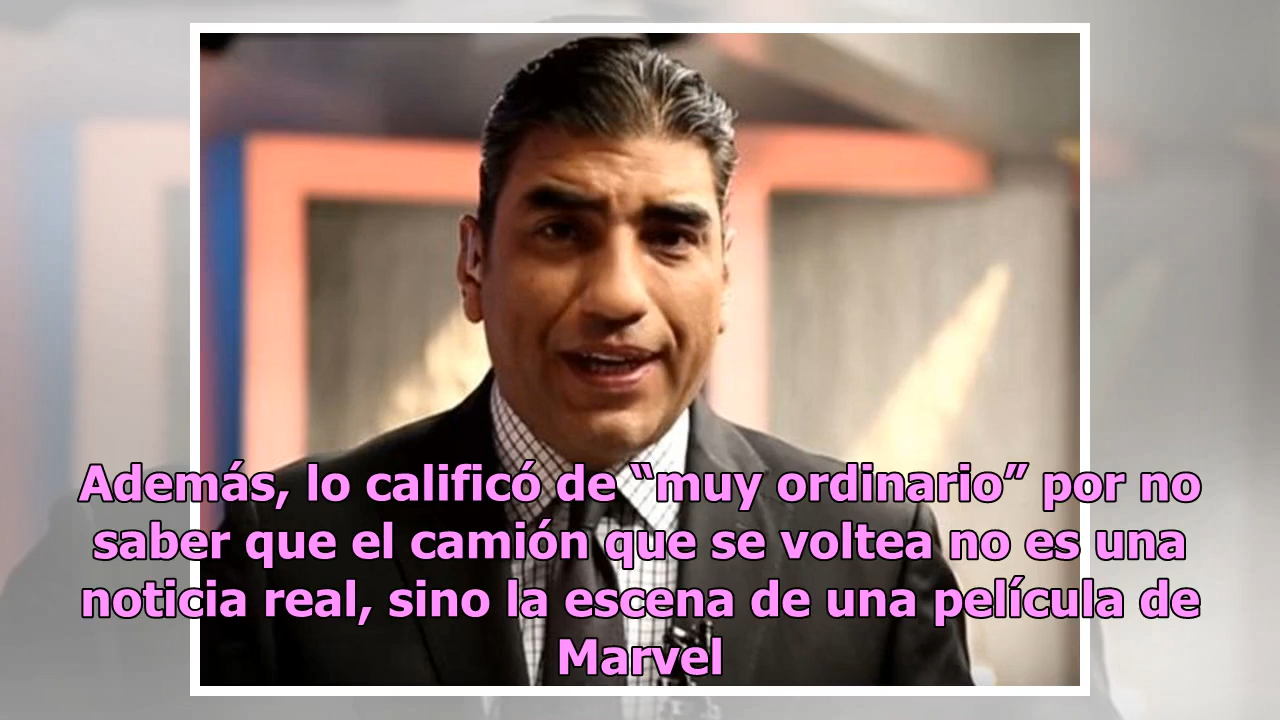 Además, lo calificó de “muy ordinario” por no
saber que el camión que se voltea no es una
noticia real, sino la escena de una película de
Marvel